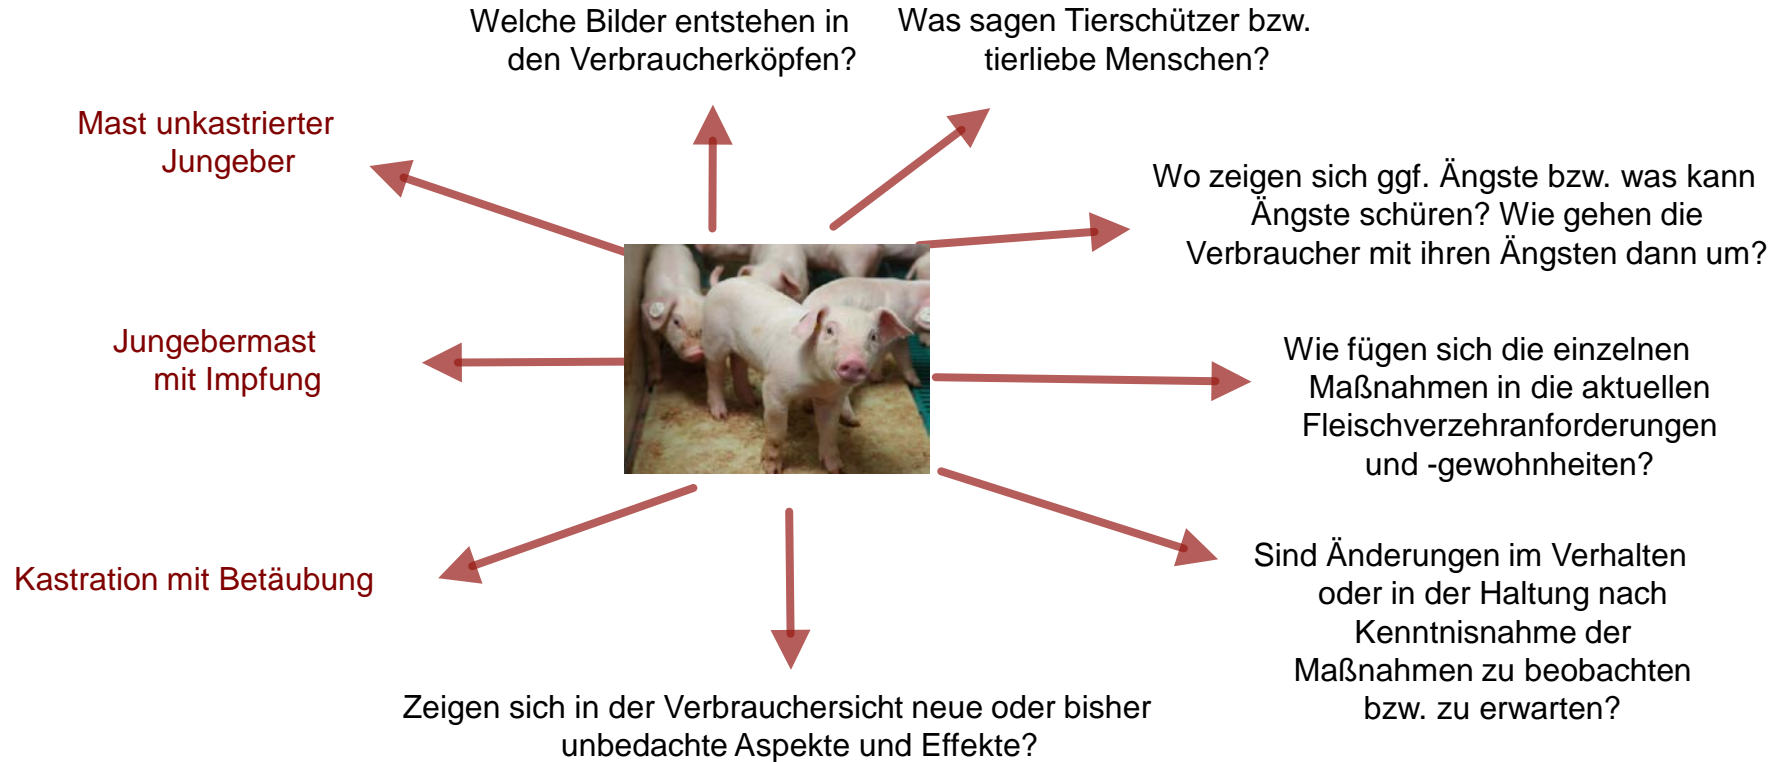 Welche Bilder entstehen in
den Verbraucherköpfen?
Was sagen Tierschützer bzw.
tierliebe Menschen?
Mast unkastrierter
Jungeber
Wo zeigen sich ggf. Ängste bzw. was kann
Ängste schüren? Wie gehen die
Verbraucher mit ihren Ängsten dann um?
Jungebermast
mit Impfung
Wie fügen sich die einzelnen
Maßnahmen in die aktuellen
Fleischverzehranforderungen
und -gewohnheiten?
Kastration mit Betäubung
Sind Änderungen im Verhalten
oder in der Haltung nach
Kenntnisnahme der
Maßnahmen zu beobachten
bzw. zu erwarten?
Zeigen sich in der Verbrauchersicht neue oder bisher
unbedachte Aspekte und Effekte?